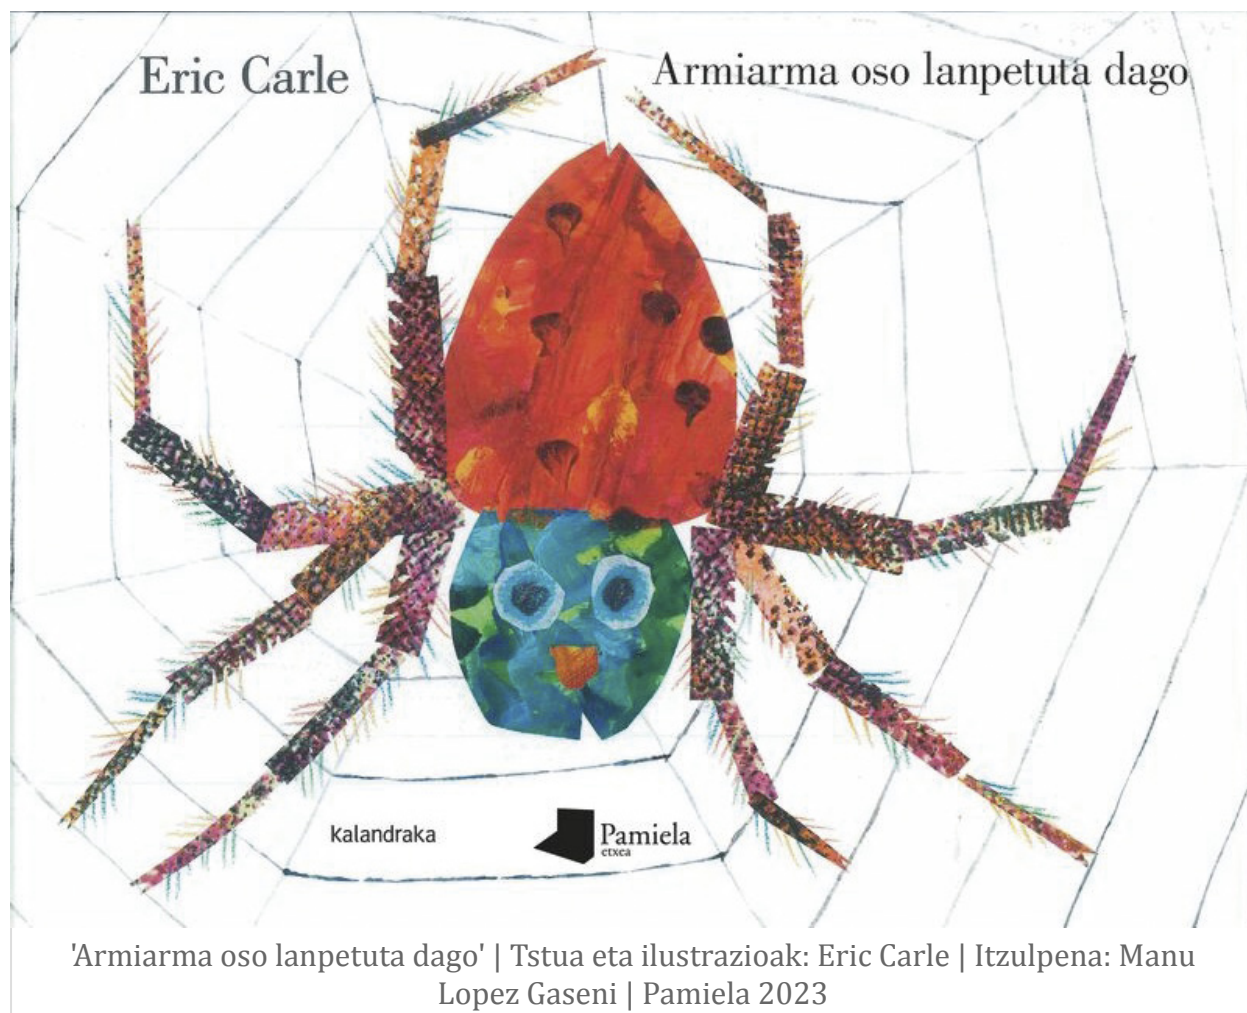 Eric Carle
Armiarma oso lanpetuta dago
kalandraka
Pamiela
etxea
'Armiarma oso lanpetuta dago' | Tstua eta ilustrazioak: Eric Carle | Itzulpena: Manu
Lopez Gaseni | Pamiela 2023